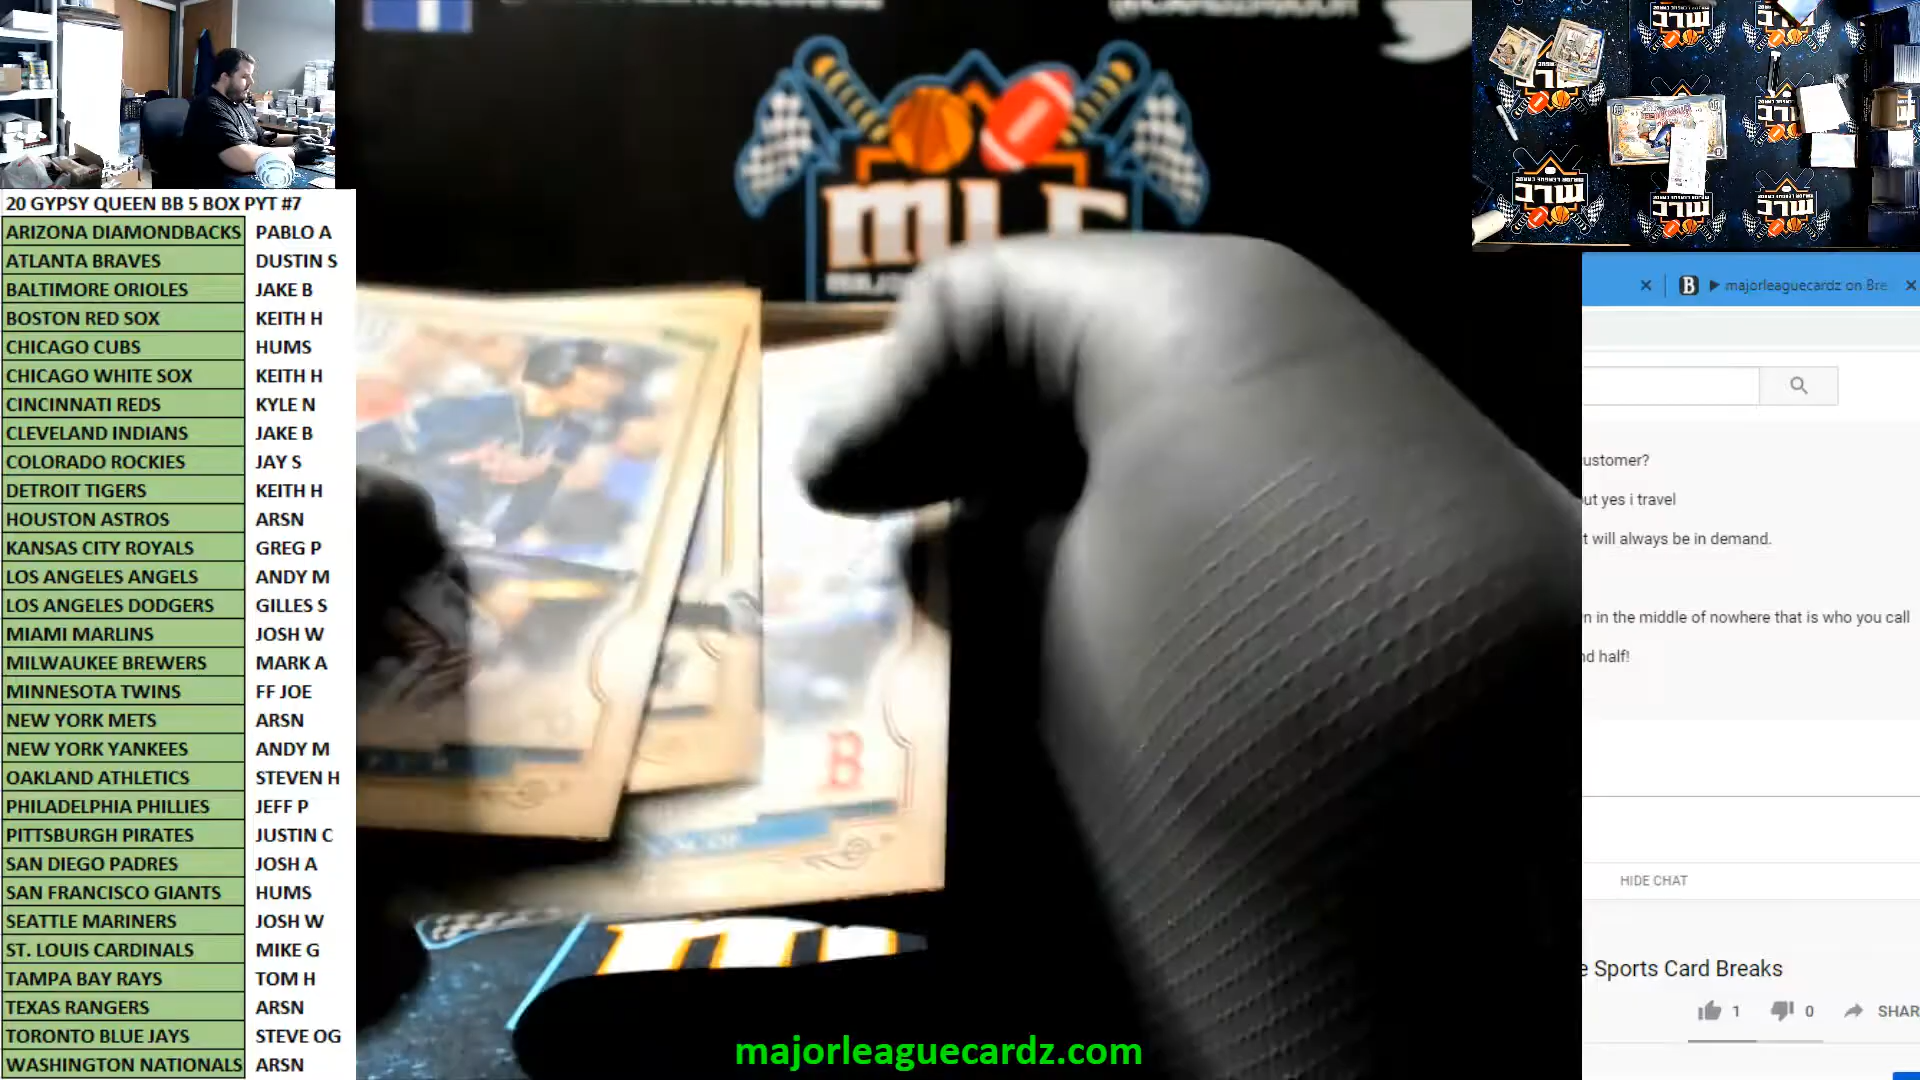 20 GYPSY QUEEN BB 5 BOX PYT #7
ARIZONA DIAMONDBACKS PABLO A
ATLANTA BRAVES DUSTIN S
BALTIMORE ORIOLES JAKE B
BOSTON RED SOX KEITH H
CHICAGO CUBS HUMS
CHICAGO WHITE SOX KEITH H
CINCINNATI REDS KYLE N
CLEVELAND INDIANS JAKE B
COLORADO ROCKIES JAY S
DETROIT TIGERS KEITH H
HOUSTON ASTROS ARSN
KANSAS CITY ROYALS GREG P
LOS ANGELES ANGELS ANDY M
LOS ANGELES DODGERS GILLES S
MIAMI MARLINS JOSH W
MILWAUKEE BREWERS MARK A
MINNESOTA TWINS FF JOE
NEW YORK METS ARSN
NEW YORK YANKEES ANDY M
OAKLAND ATHLETICS STEVEN H
PHILADELPHIA PHILLIES JEFF P
PITTSBURGH PIRATES JUSTIN C
SAN DIEGO PADRES JOSH A
SAN FRANCISCO GIANTS HUMS
SEATTLE MARINERS JOSH W
ST. LOUIS CARDINALS MIKE G
TAMPA BAY RAYS TOM H
TEXAS RANGERS ARSN
TORONTO BLUE JAYS STEVE OG
WASHINGTON NATIONALS ARSN
MLC
B
majorleaguecardz.com
B majorleaguecardz on Bre
ustomer?
ut yes i travel
t will always be in demand.
n in the middle of nowhere that is who you call
nd half!
HIDE CHAT
e Sports Card Breaks
1 0 SHAR